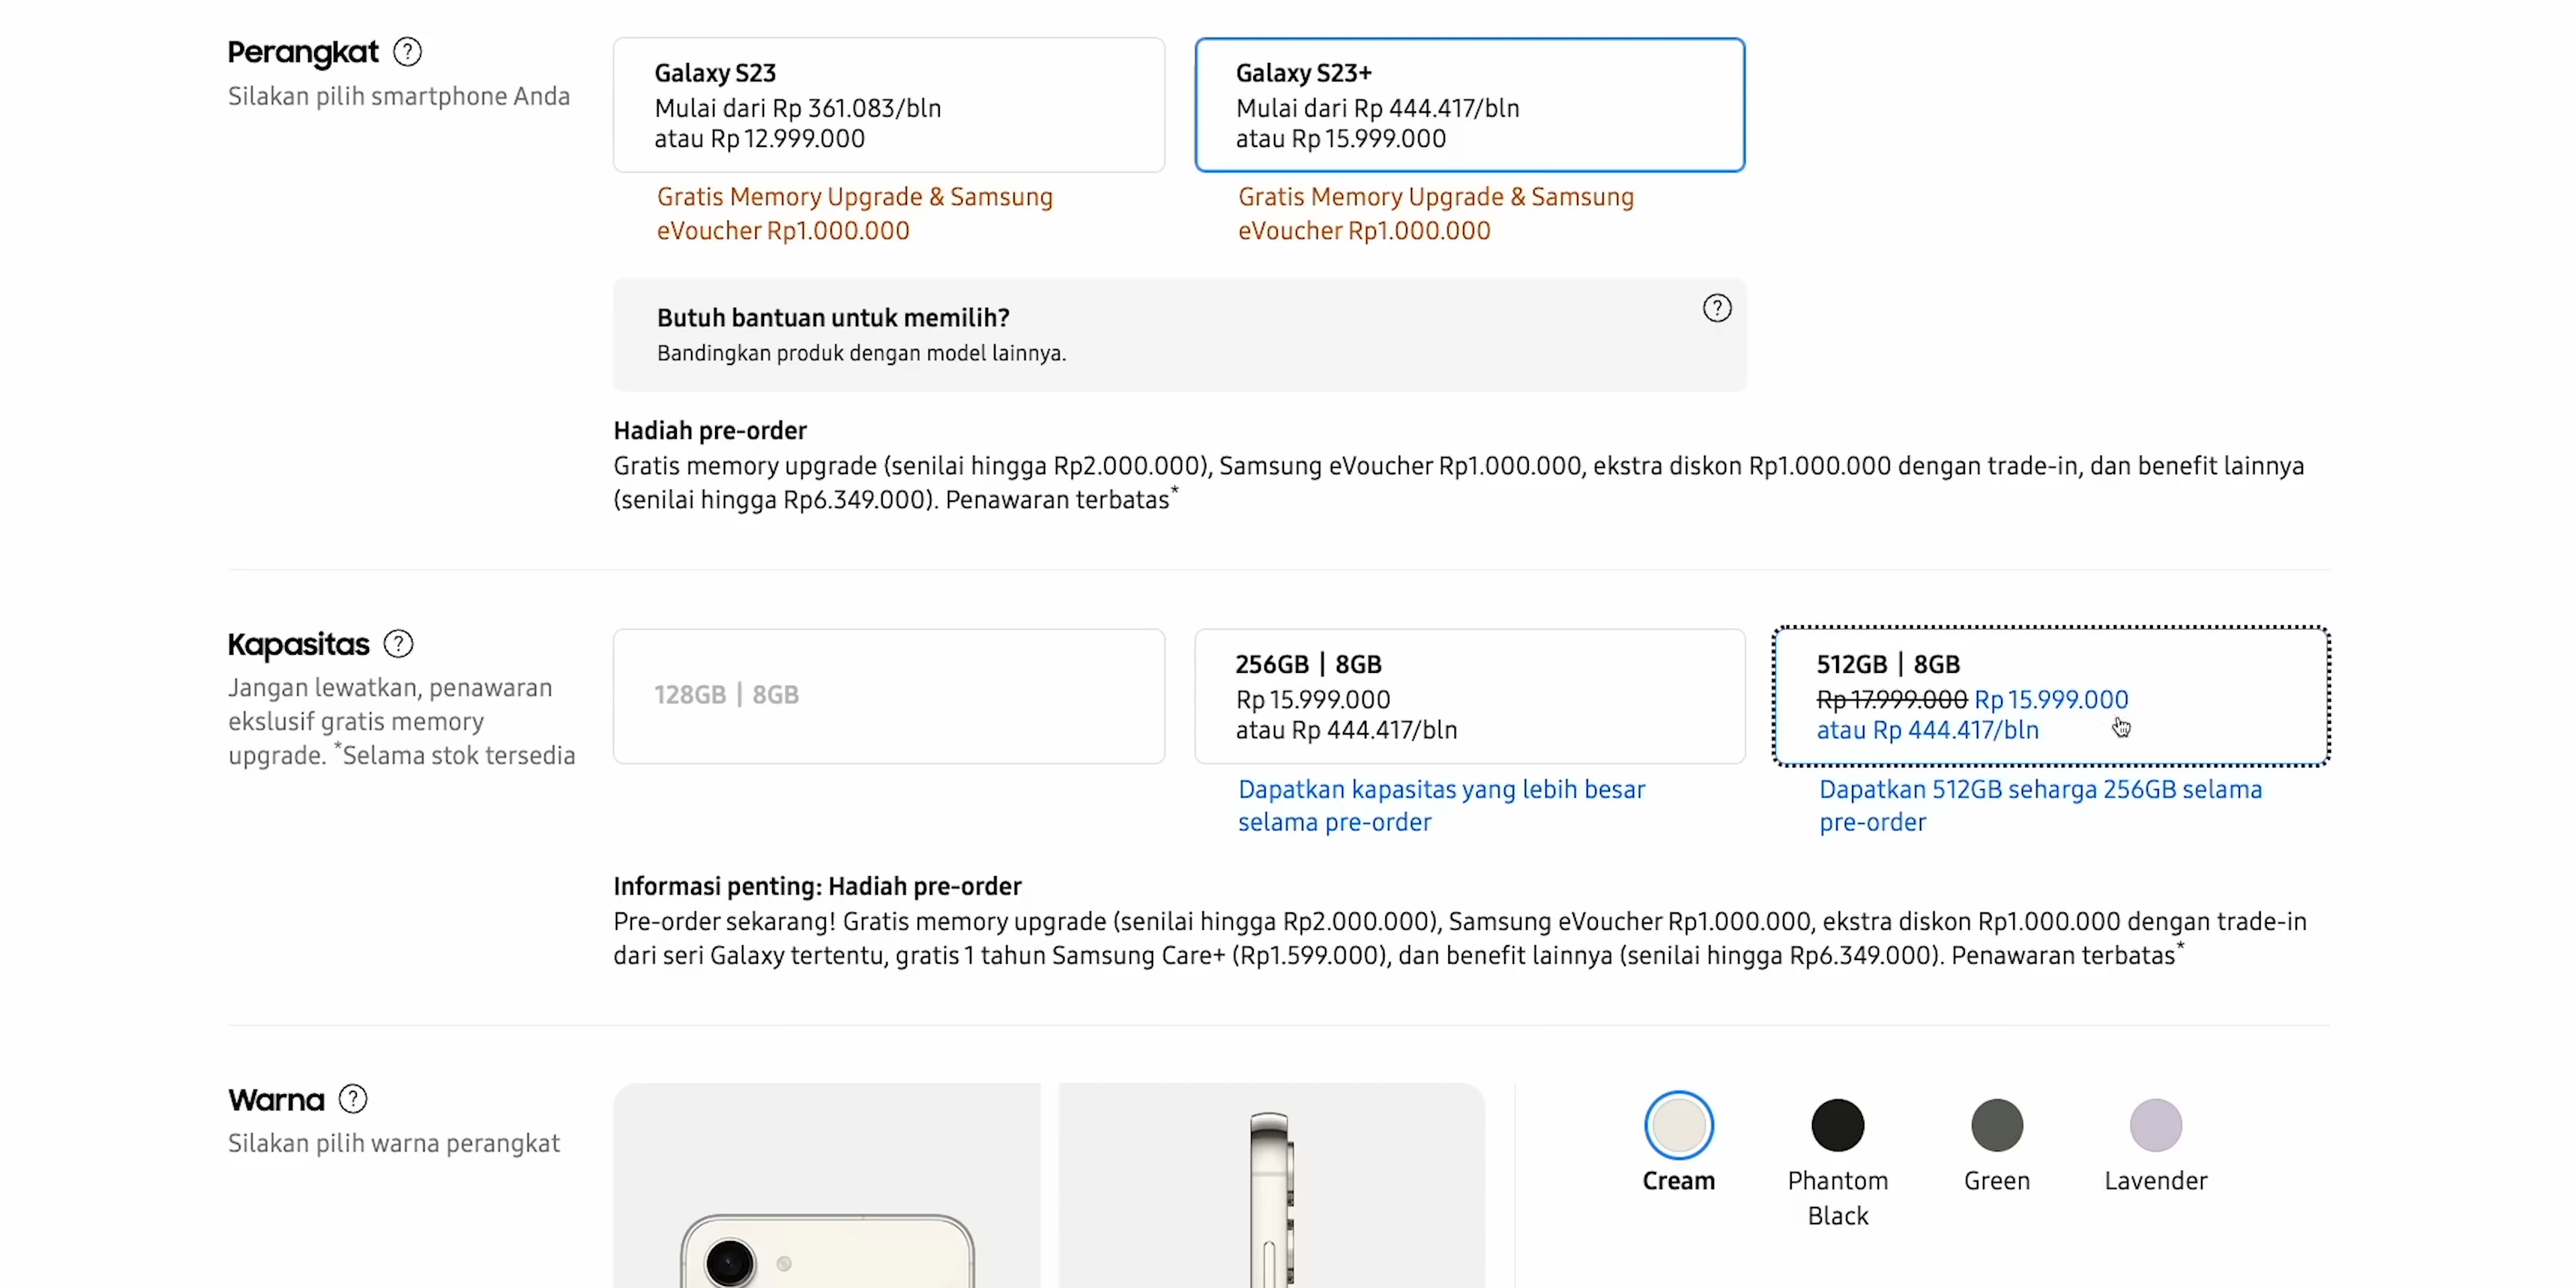 Perangkat ?
Silakan pilih smartphone Anda
Galaxy S23
Mulai dari Rp 361.083/bln
atau Rp 12.999.000
Gratis Memory Upgrade & Samsung
eVoucher Rp1.000.000
Galaxy S23+
Mulai dari Rp 444.417/bln
atau Rp 15.999.000
Gratis Memory Upgrade & Samsung
eVoucher Rp1.000.000
Butuh bantuan untuk memilih?
?
Bandingkan produk dengan model lainnya.
Hadiah pre-order
Gratis memory upgrade (senilai hingga Rp2.000.000), Samsung eVoucher Rp1.000.000, ekstra diskon Rp1.000.000 dengan trade-in, dan benefit lainnya
(senilai hingga Rp6.349.000). Penawaran terbatas*
Kapasitas ?
Jangan lewatkan, penawaran
ekslusif gratis memory
upgrade. *Selama stok tersedia
128GB | 8GB
256GB | 8GB
Rp 15.999.000
atau Rp 444.417/bln
Dapatkan kapasitas yang lebih besar
selama pre-order
512GB | 8GB
Rp 17.999.000 Rp 15.999.000
atau Rp 444.417/bln
Dapatkan 512GB seharga 256GB selama
pre-order
Informasi penting: Hadiah pre-order
Pre-order sekarang! Gratis memory upgrade (senilai hingga Rp2.000.000), Samsung eVoucher Rp1.000.000, ekstra diskon Rp1.000.000 dengan trade-in
dari seri Galaxy tertentu, gratis 1 tahun Samsung Care+ (Rp1.599.000), dan benefit lainnya (senilai hingga Rp6.349.000). Penawaran terbatas*
Warna ?
Silakan pilih warna perangkat
Cream
Phantom
Black
Green
Lavender